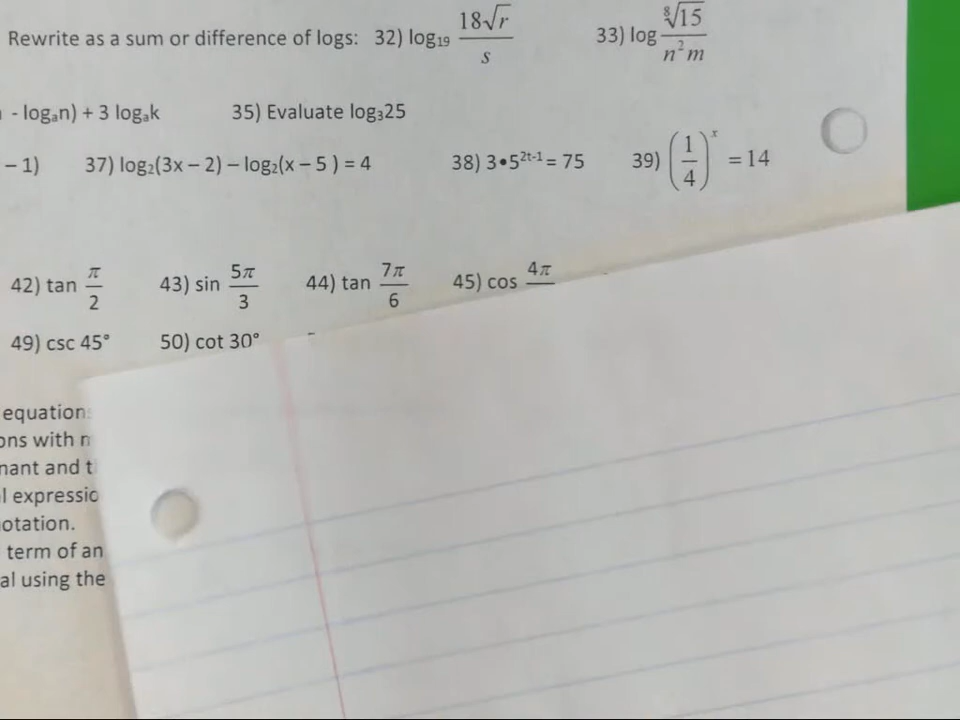 Rewrite as a sum or difference of logs: 32) log₁₉ 18√r / s 33) log ⁸√15 / n²m
- logₐn) + 3 logₐk 35) Evaluate log₃25
– 1) 37) log₂(3x – 2) – log₂(x – 5 ) = 4 38) 3•5²ᵗ⁻¹ = 75 39) (1/4)ˣ = 14
42) tan π/2 43) sin 5π/3 44) tan 7π/6 45) cos 4π
49) csc 45° 50) cot 30°
equation
ons with
nant and
l expressio
otation.
term of an
al using the